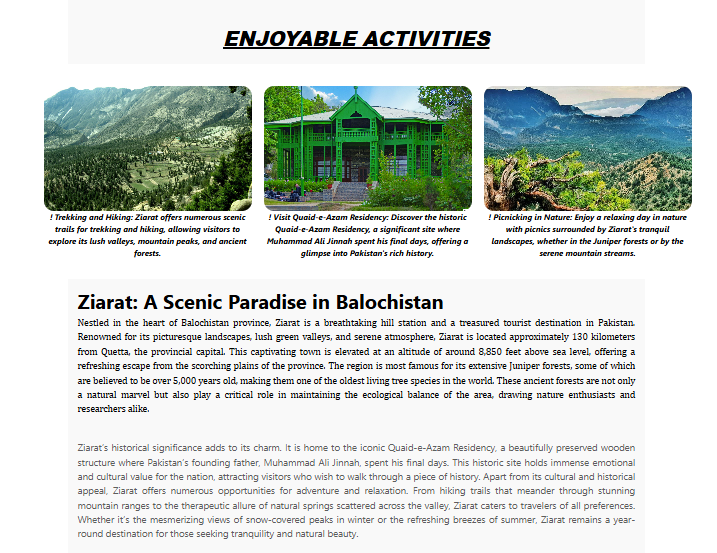 ENJOYABLE ACTIVITIES
! Trekking and Hiking: Ziarat offers numerous scenic
trails for trekking and hiking, allowing visitors to
explore its lush valleys, mountain peaks, and ancient
forests.
! Visit Quaid-e-Azam Residency: Discover the historic
Quaid-e-Azam Residency, a significant site where
Muhammad Ali Jinnah spent his final days, offering a
glimpse into Pakistan's rich history.
! Picnicking in Nature: Enjoy a relaxing day in nature
with picnics surrounded by Ziarat's tranquil
landscapes, whether in the Juniper forests or by the
serene mountain streams.
Ziarat: A Scenic Paradise in Balochistan
Nestled in the heart of Balochistan province, Ziarat is a breathtaking hill station and a treasured tourist destination in Pakistan.
Renowned for its picturesque landscapes, lush green valleys, and serene atmosphere, Ziarat is located approximately 130 kilometers
from Quetta, the provincial capital. This captivating town is elevated at an altitude of around 8,850 feet above sea level, offering a
refreshing escape from the scorching plains of the province. The region is most famous for its extensive Juniper forests, some of which
are believed to be over 5,000 years old, making them one of the oldest living tree species in the world. These ancient forests are not only
a natural marvel but also play a critical role in maintaining the ecological balance of the area, drawing nature enthusiasts and
researchers alike.
Ziarat's historical significance adds to its charm. It is home to the iconic Quaid-e-Azam Residency, a beautifully preserved wooden
structure where Pakistan's founding father, Muhammad Ali Jinnah, spent his final days. This historic site holds immense emotional
and cultural value for the nation, attracting visitors who wish to walk through a piece of history. Apart from its cultural and historical
appeal, Ziarat offers numerous opportunities for adventure and relaxation. From hiking trails that meander through stunning
mountain ranges to the therapeutic allure of natural springs scattered across the valley, Ziarat caters to travelers of all preferences.
Whether it's the mesmerizing views of snow-covered peaks in winter or the refreshing breezes of summer, Ziarat remains a year-
round destination for those seeking tranquility and natural beauty.